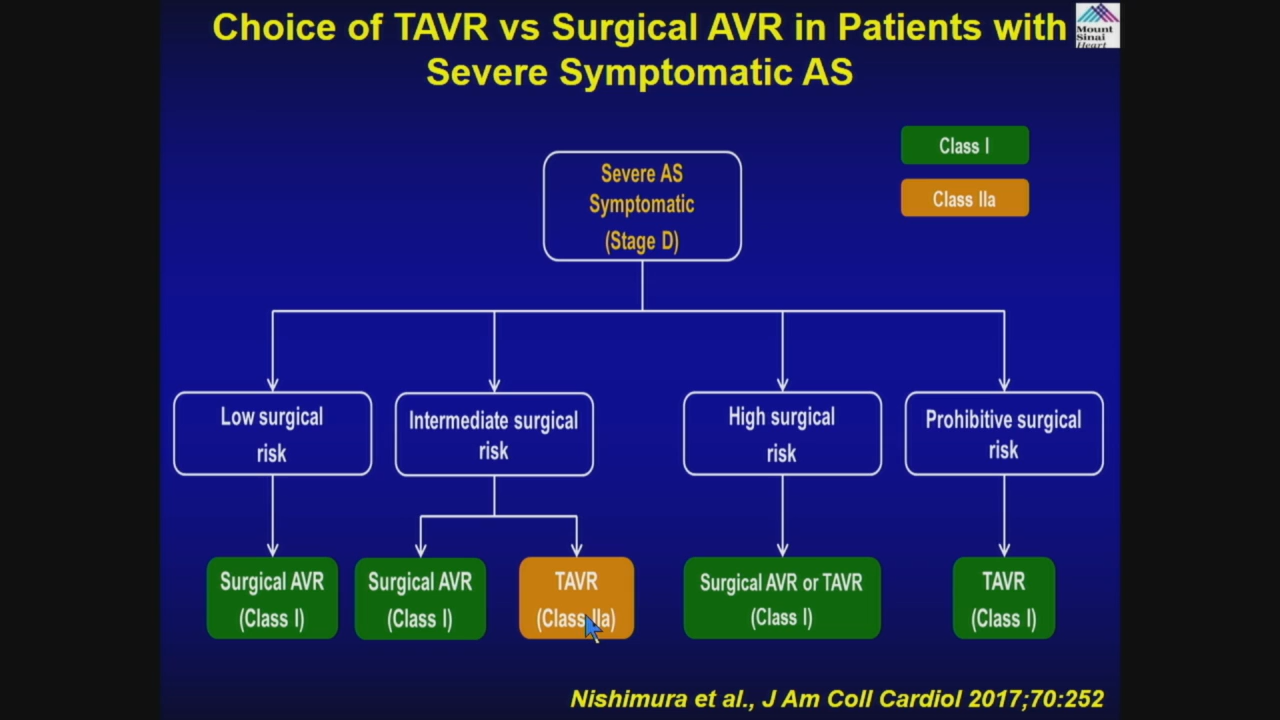 Choice of TAVR vs Surgical AVR in Patients with
Severe Symptomatic AS
Mount
Sinai
Heart
Class I
Class IIa
Severe AS
Symptomatic
(Stage D)
Low surgical
risk
Intermediate surgical
risk
High surgical
risk
Prohibitive surgical
risk
Surgical AVR
(Class I)
Surgical AVR
(Class I)
TAVR
(Class IIa)
Surgical AVR or TAVR
(Class I)
TAVR
(Class I)
Nishimura et al., J Am Coll Cardiol 2017;70:252